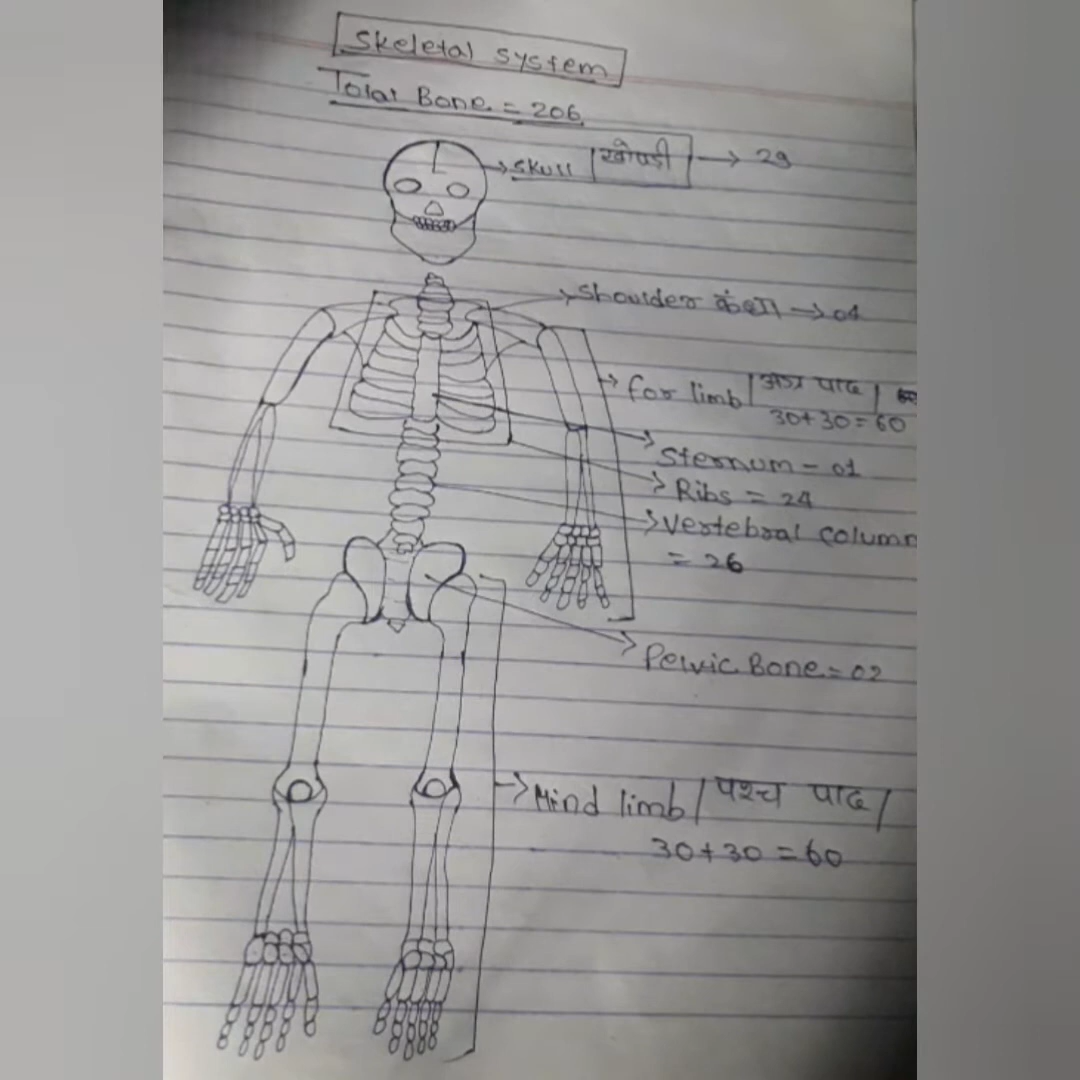 Skeletal system
Total Bone = 206
skull | खोपडी → 29
Shoulder कंधा → 04
for limb | अग्र पाद |
30+30=60
Sternum - 01
Ribs = 24
Vertebral column
= 26
Pelvic Bone = 02
Hind limb | पश्च पाद |
30+30=60